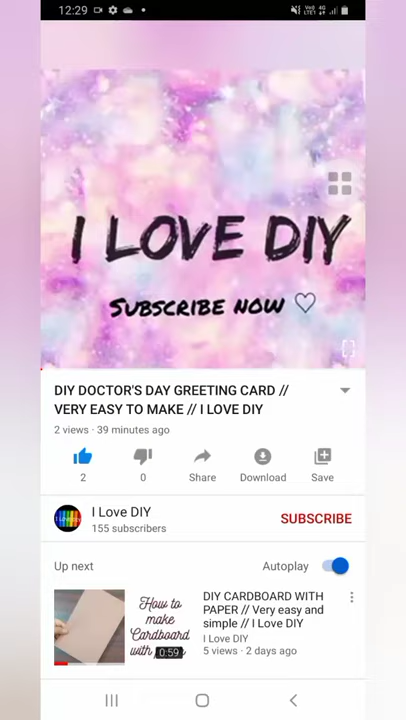 12:29
I LOVE DIY
SUBSCRIBE NOW ♡
DIY DOCTOR'S DAY GREETING CARD //
VERY EASY TO MAKE // I LOVE DIY
2 views · 39 minutes ago
2
0
Share
Download
Save
I Love DIY
155 subscribers
SUBSCRIBE
Up next
Autoplay
How to
make
Cardboard
with
0:59
DIY CARDBOARD WITH
PAPER // Very easy and
simple // I Love DIY
I Love DIY
5 views · 2 days ago